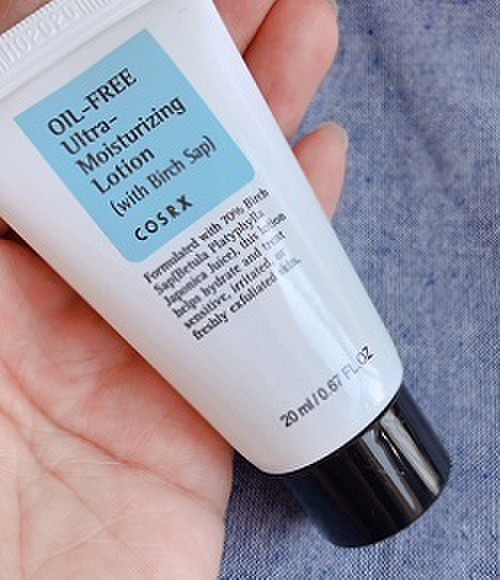 OIL-FREE
Ultra-
Moisturizing
Lotion
(with Birch Sap)
COSRX
Formulated with 70% Birch
Sap(Betula Platyphylla
Japonica Juice), this lotion
helps hydrate and treat
sensitive, irritated, or
freshly exfoliated skin.
20 ml / 0.67 FL.OZ